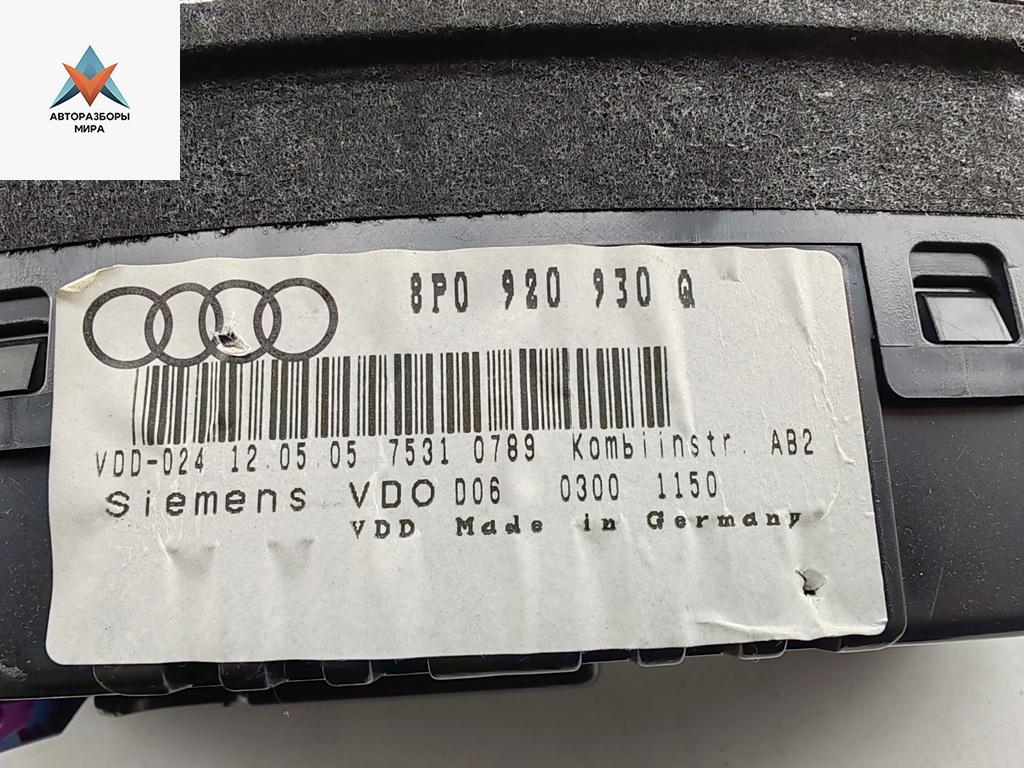 АВТОРАЗБОРЫ
МИРА
8P0 920 930 Q
VDD-024 12.05.05 7531 0789 Kombiinstr. AB2
Siemens VDO D06 0300 1150
VDD Made in Germany